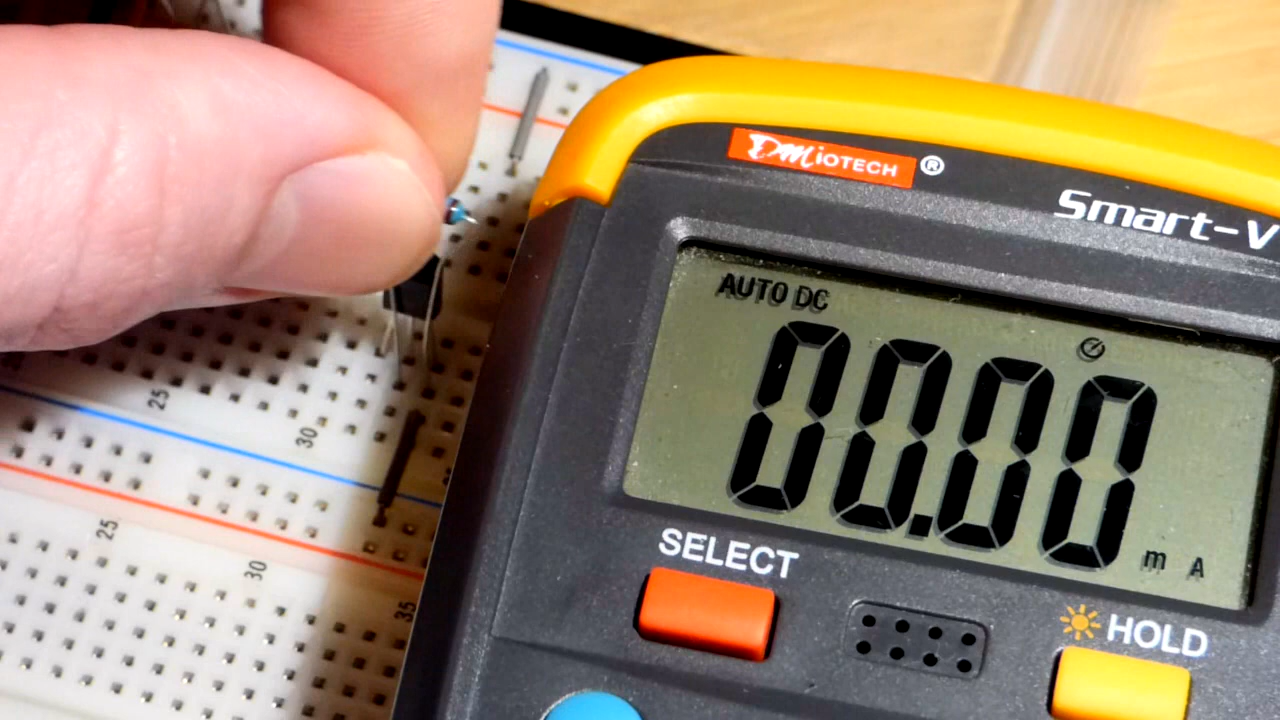 DMiOTECH ®
Smart-V
AUTO DC
00.00 mA
SELECT
HOLD
25
30
25
30
35